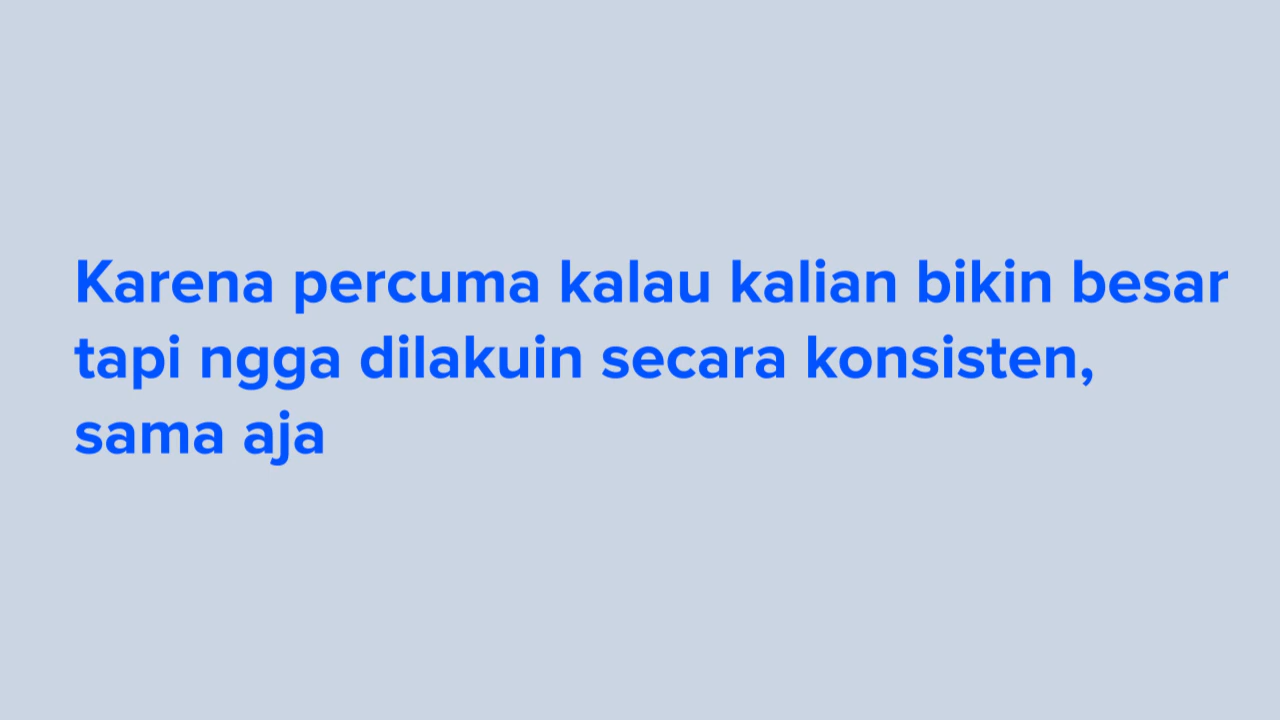 Karena percuma kalau kalian bikin besar
tapi ngga dilakuin secara konsisten,
sama aja